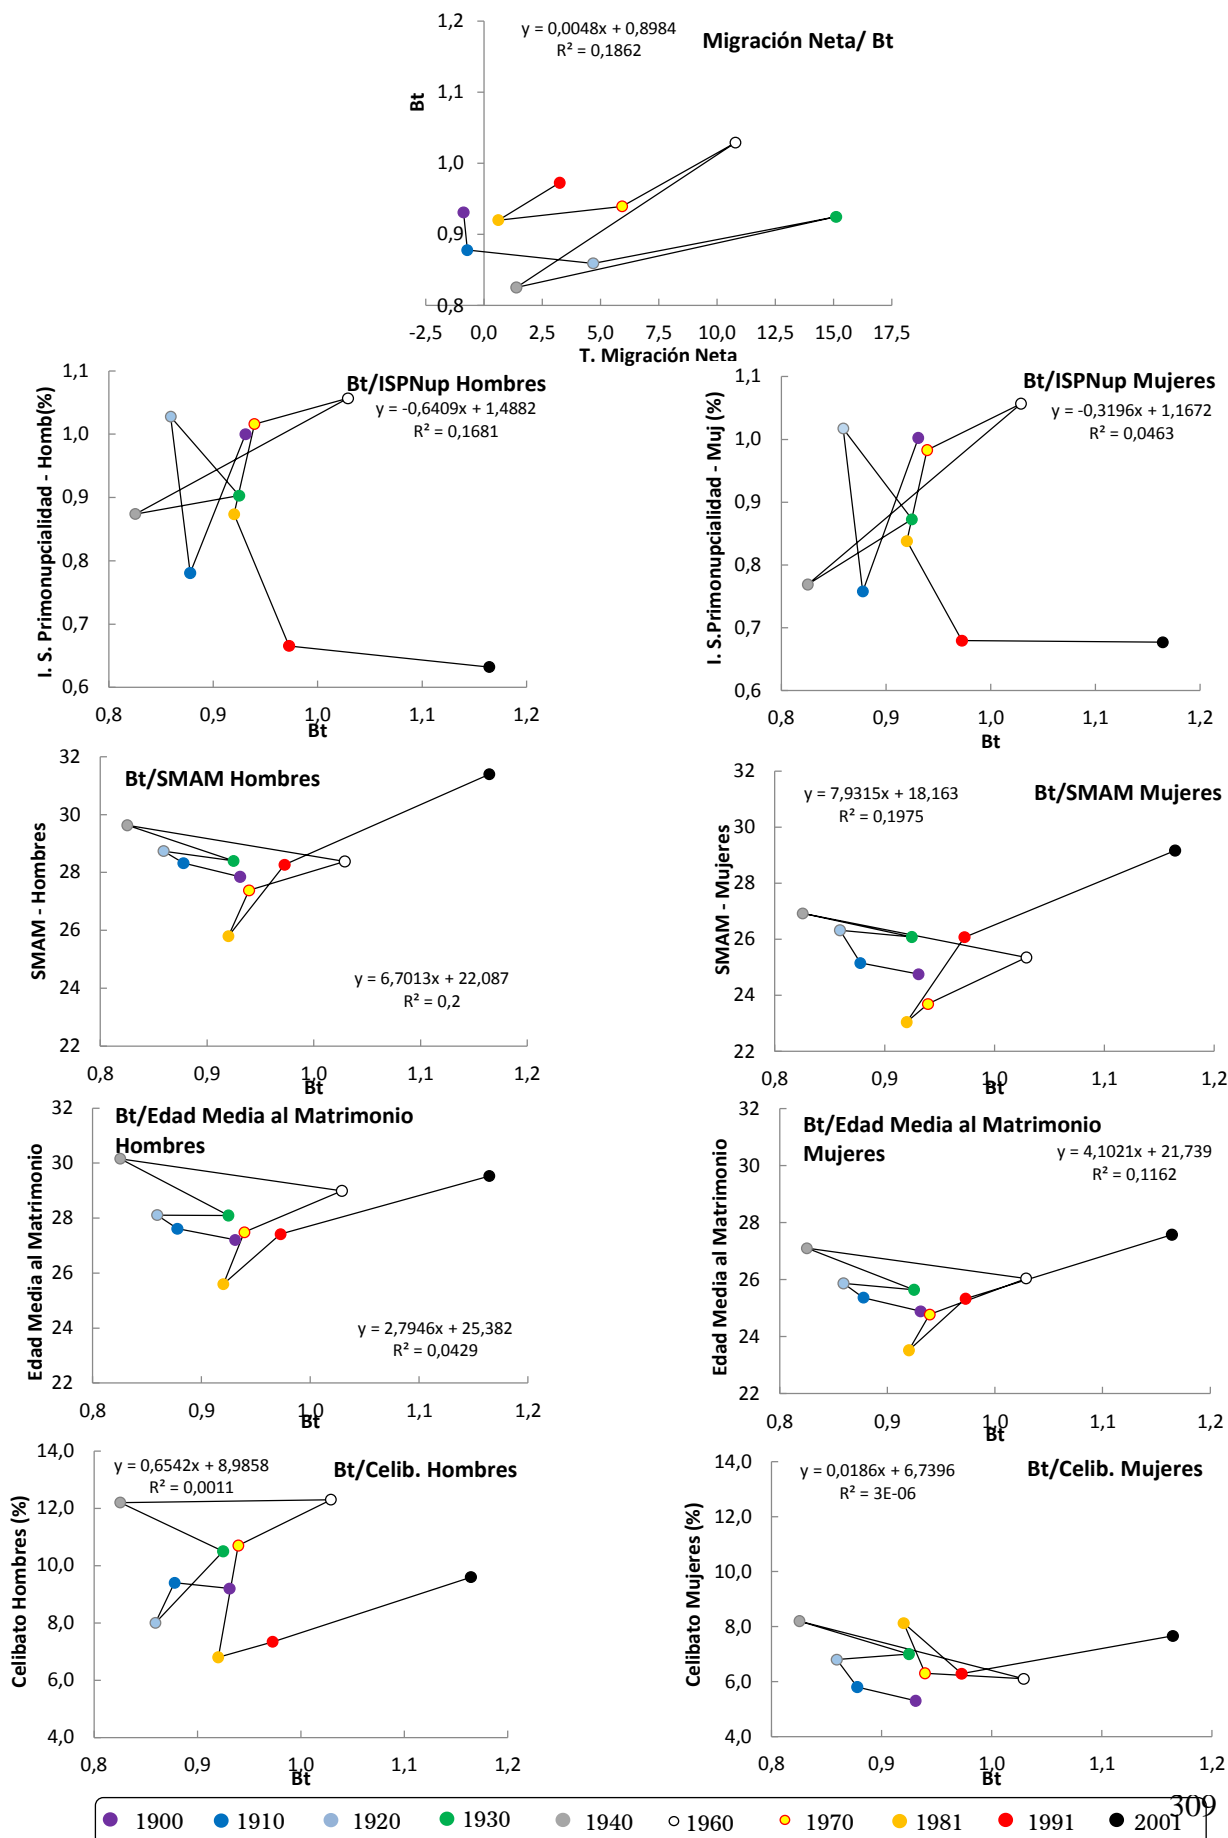 Migración Neta/ Bt
y = 0,0048x + 0,8984
R² = 0,1862
Bt
1,2
1,1
1,0
0,9
0,8
-2,5 0,0 2,5 5,0 7,5 10,0 12,5 15,0 17,5
T. Migración Neta
Bt/ISPNup Hombres
y = -0,6409x + 1,4882
R² = 0,1681
I. S. Primonupcialidad - Homb(%)
1,1
1,0
0,9
0,8
0,7
0,6
0,8 0,9 1,0 1,1 1,2
Bt
Bt/ISPNup Mujeres
y = -0,3196x + 1,1672
R² = 0,0463
I. S.Primonupcialidad - Muj (%)
1,1
1,0
0,9
0,8
0,7
0,6
0,8 0,9 1,0 1,1 1,2
Bt
Bt/SMAM Hombres
y = 6,7013x + 22,087
R² = 0,2
SMAM - Hombres
32
30
28
26
24
22
0,8 0,9 1,0 1,1 1,2
Bt
Bt/SMAM Mujeres
y = 7,9315x + 18,163
R² = 0,1975
SMAM - Mujeres
32
30
28
26
24
22
0,8 0,9 1,0 1,1 1,2
Bt
Bt/Edad Media al Matrimonio
Hombres
y = 2,7946x + 25,382
R² = 0,0429
Edad Media al Matrimonio
32
30
28
26
24
22
0,8 0,9 1,0 1,1 1,2
Bt
Bt/Edad Media al Matrimonio
Mujeres
y = 4,1021x + 21,739
R² = 0,1162
Edad Media al Matrimonio
32
30
28
26
24
22
0,8 0,9 1,0 1,1 1,2
Bt
Bt/Celib. Hombres
y = 0,6542x + 8,9858
R² = 0,0011
Celibato Hombres (%)
14,0
12,0
10,0
8,0
6,0
4,0
0,8 0,9 1,0 1,1 1,2
Bt
Bt/Celib. Mujeres
y = 0,0186x + 6,7396
R² = 3E-06
Celibato Mujeres (%)
14,0
12,0
10,0
8,0
6,0
4,0
0,8 0,9 1,0 1,1 1,2
Bt
1900 1910 1920 1930 1940 1960 1970 1981 1991 2001
309